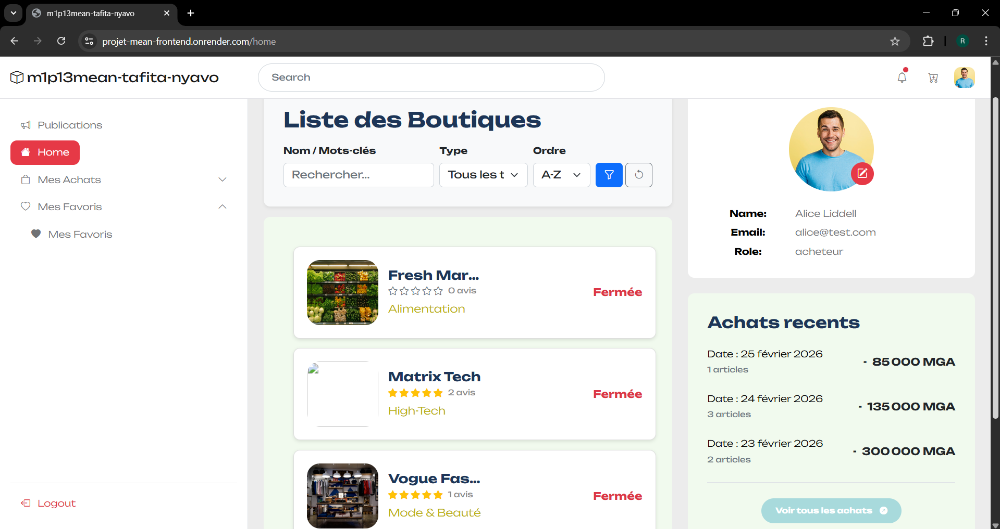 m1p13mean-tafita-nyavo
projet-mean-frontend.onrender.com/home
R
m1p13mean-tafita-nyavo
Search
Publications
Home
Mes Achats
Mes Favoris
Mes Favoris
Logout
Liste des Boutiques
Nom / Mots-clés
Type
Ordre
Rechercher...
Tous les t
A-Z
Fresh Mar...
0 avis
Alimentation
Fermée
Matrix Tech
2 avis
High-Tech
Fermée
Vogue Fas...
1 avis
Mode & Beauté
Fermée
Name: Alice Liddell
Email: alice@test.com
Role: acheteur
Achats recents
Date : 25 février 2026
1 articles
- 85 000 MGA
Date : 24 février 2026
3 articles
- 135 000 MGA
Date : 23 février 2026
2 articles
- 300 000 MGA
Voir tous les achats